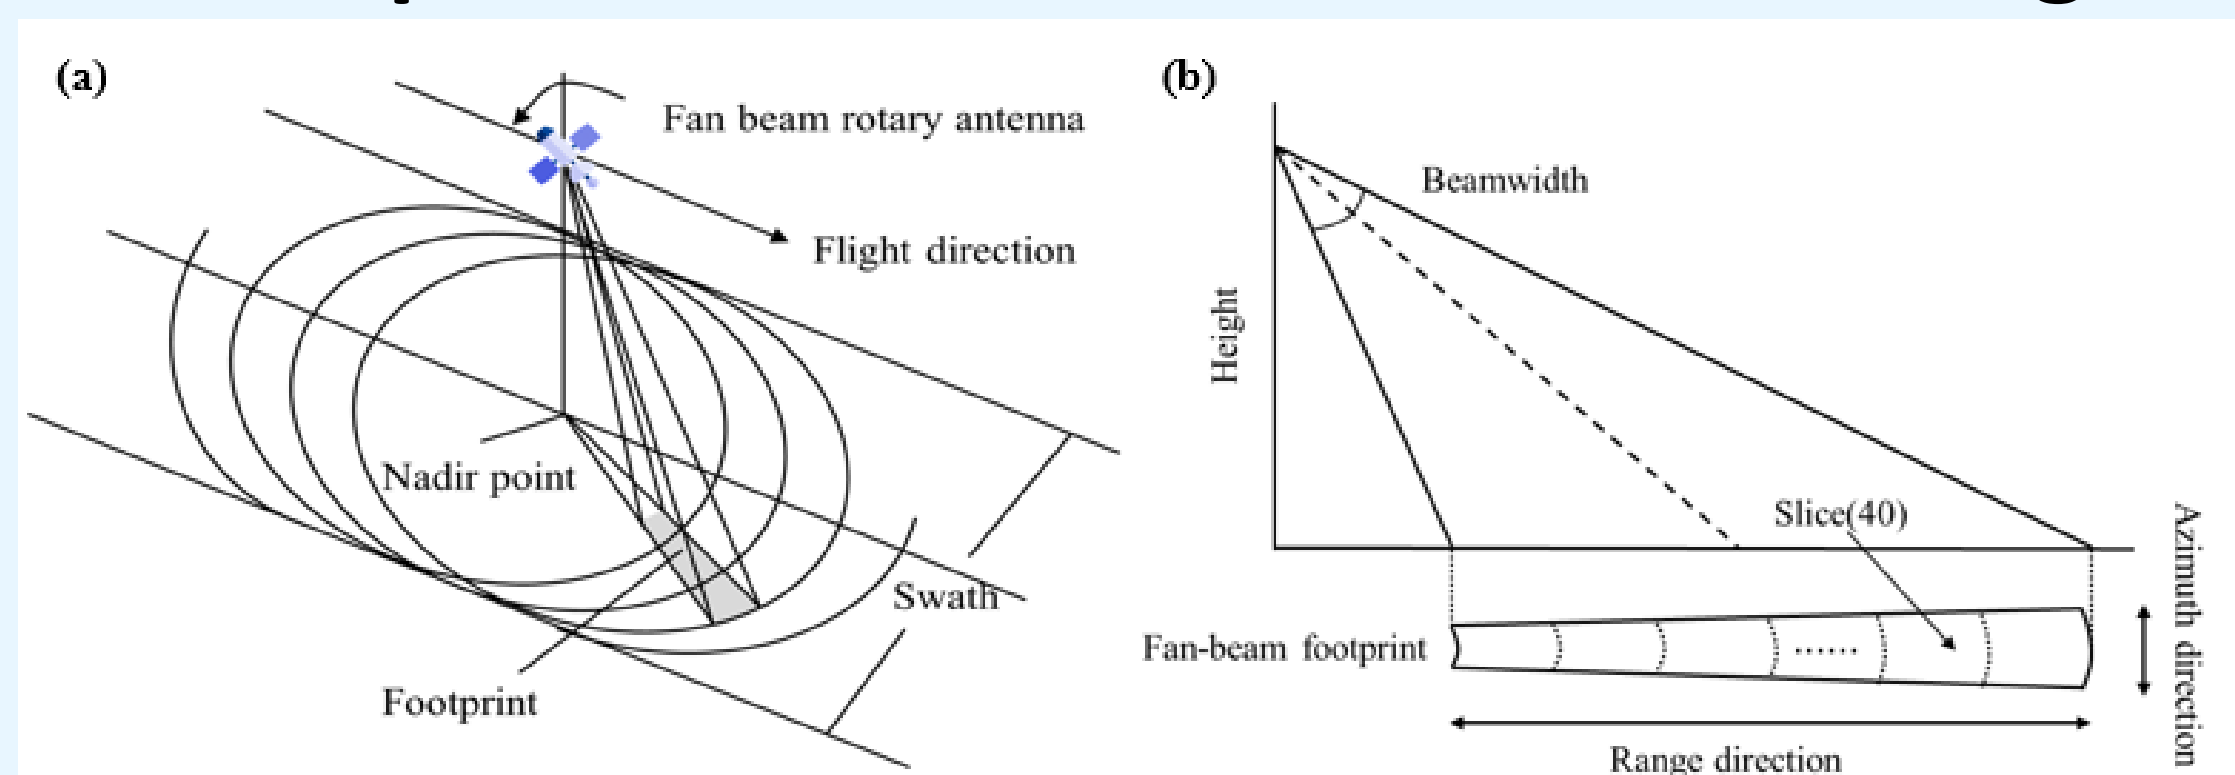 (a)
Fan beam rotary antenna
Flight direction
Nadir point
Swath
Footprint
(b)
Beamwidth
Height
Slice(40)
Fan-beam footprint
Azimuth direction
Range direction